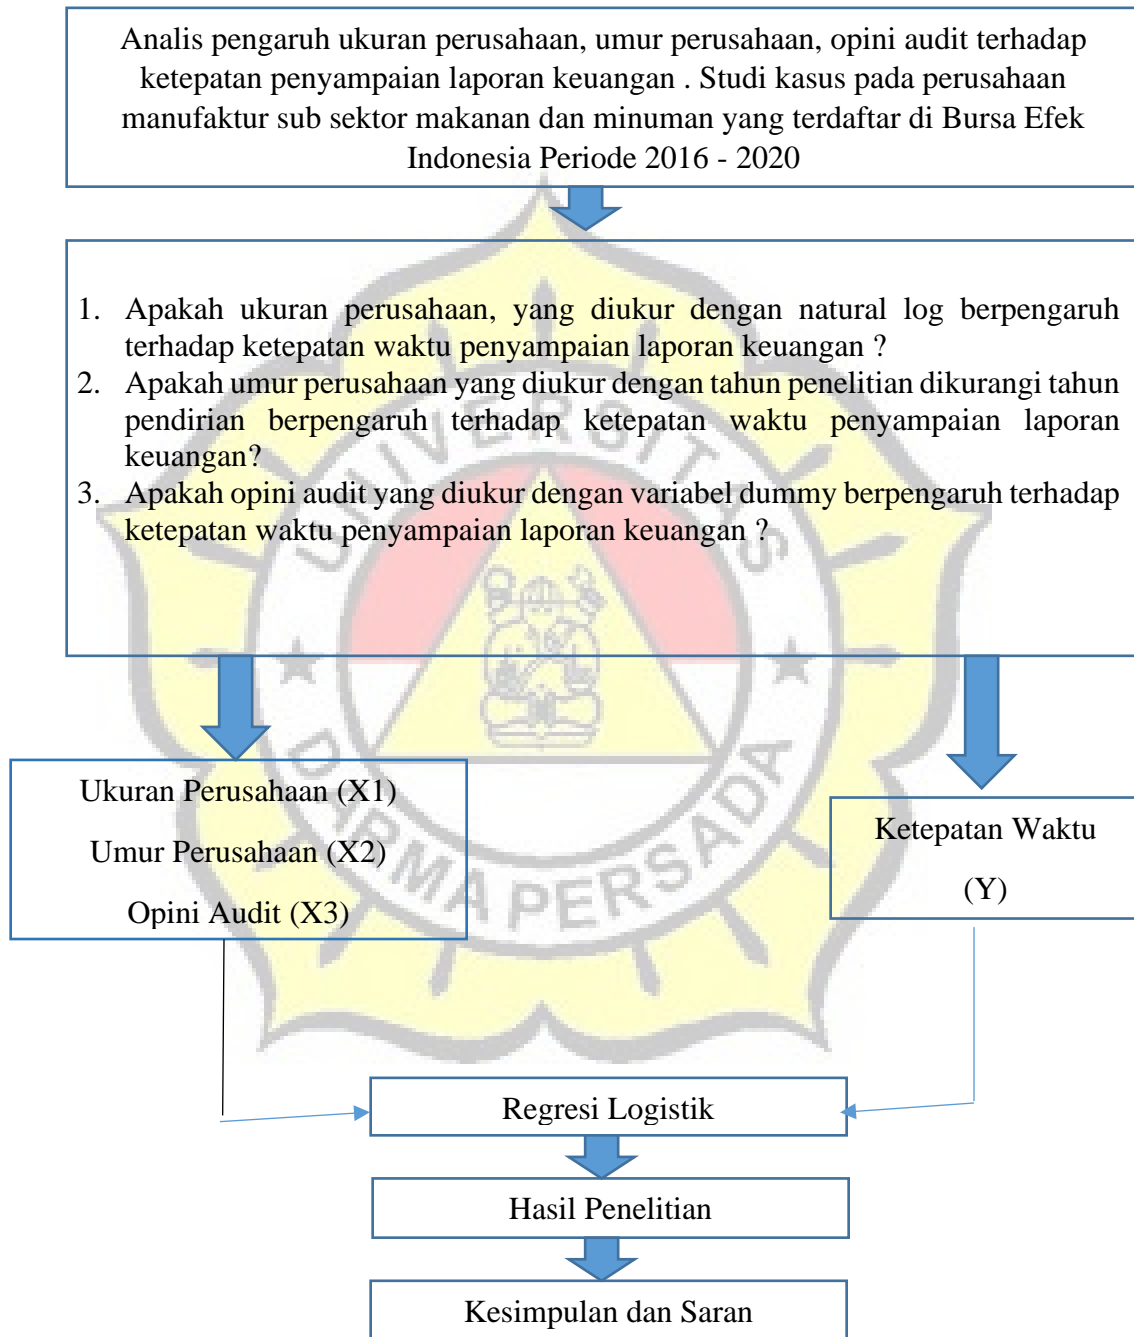 Analis pengaruh ukuran perusahaan, umur perusahaan, opini audit terhadap
ketepatan penyampaian laporan keuangan . Studi kasus pada perusahaan
manufaktur sub sektor makanan dan minuman yang terdaftar di Bursa Efek
Indonesia Periode 2016 - 2020
1. Apakah ukuran perusahaan, yang diukur dengan natural log berpengaruh
terhadap ketepatan waktu penyampaian laporan keuangan ?
2. Apakah umur perusahaan yang diukur dengan tahun penelitian dikurangi tahun
pendirian berpengaruh terhadap ketepatan waktu penyampaian laporan
keuangan?
3. Apakah opini audit yang diukur dengan variabel dummy berpengaruh terhadap
ketepatan waktu penyampaian laporan keuangan ?
UNIVERSITAS
DARMA PERSADA
Ukuran Perusahaan (X1)
Umur Perusahaan (X2)
Opini Audit (X3)
Ketepatan Waktu
(Y)
Regresi Logistik
Hasil Penelitian
Kesimpulan dan Saran